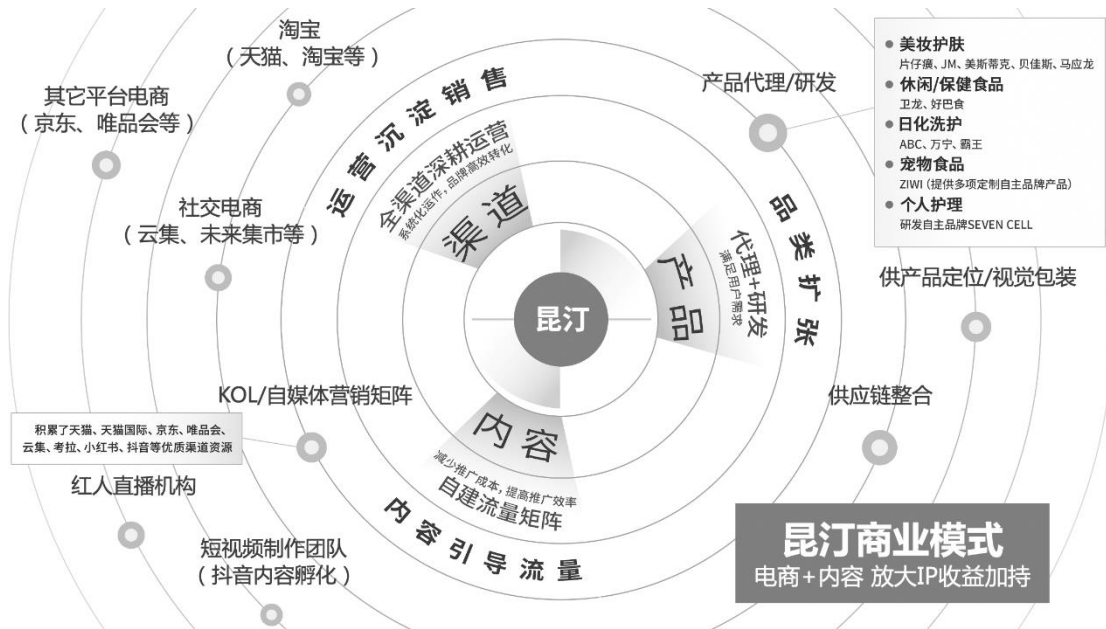 淘宝
（天猫、淘宝等）
其它平台电商
（京东、唯品会等）
社交电商
（云集、未来集市等）
运营沉淀销售
全渠道深耕运营
系统化运作，品牌高效转化
渠道
昆汀
产品代理/研发
美妆护肤
片仔癀、JM、美斯蒂克、贝佳斯、马应龙
休闲/保健食品
卫龙、好巴食
日化洗护
ABC、万宁、霸王
宠物食品
ZIWI（提供多项定制自主品牌产品）
个人护理
研发自主品牌SEVEN CELL
品类扩张
代理+研发
满足用户需求
产品
供产品定位/视觉包装
供应链整合
KOL/自媒体营销矩阵
积累了天猫、天猫国际、京东、唯品会、
云集、考拉、小红书、抖音等优质渠道资源
红人直播机构
短视频制作团队
（抖音内容孵化）
内容
减少推广成本，提高推广效率
自建流量矩阵
内容引导流量
昆汀商业模式
电商+内容 放大IP收益加持